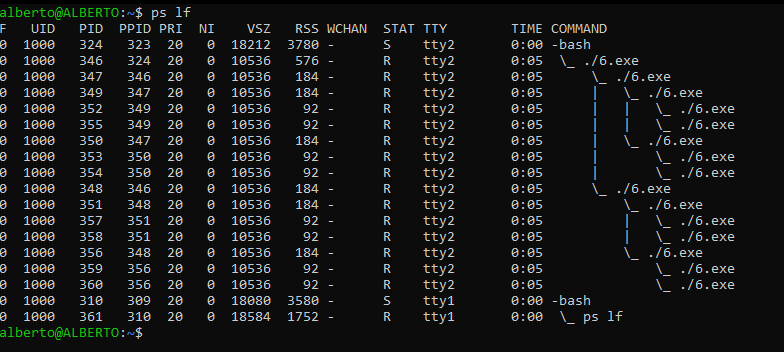 alberto@ALBERTO:~$ ps lf
F   UID   PID  PPID PRI  NI    VSZ   RSS WCHAN  STAT TTY        TIME COMMAND
0  1000   324   323  20   0  18212  3780 -      S    tty2       0:00 -bash
0  1000   346   324  20   0  10536   576 -      R    tty2       0:05  \_ ./6.exe
0  1000   347   346  20   0  10536   184 -      R    tty2       0:05      \_ ./6.exe
0  1000   349   347  20   0  10536   184 -      R    tty2       0:05      |   \_ ./6.exe
0  1000   352   349  20   0  10536    92 -      R    tty2       0:05      |   |   \_ ./6.exe
0  1000   355   349  20   0  10536    92 -      R    tty2       0:05      |   |   \_ ./6.exe
0  1000   350   347  20   0  10536   184 -      R    tty2       0:05      |   \_ ./6.exe
0  1000   353   350  20   0  10536    92 -      R    tty2       0:05      |       \_ ./6.exe
0  1000   354   350  20   0  10536    92 -      R    tty2       0:05      |       \_ ./6.exe
0  1000   348   346  20   0  10536   184 -      R    tty2       0:05      \_ ./6.exe
0  1000   351   348  20   0  10536   184 -      R    tty2       0:05          \_ ./6.exe
0  1000   357   351  20   0  10536    92 -      R    tty2       0:05          |   \_ ./6.exe
0  1000   358   351  20   0  10536    92 -      R    tty2       0:05          |   \_ ./6.exe
0  1000   356   348  20   0  10536   184 -      R    tty2       0:05          \_ ./6.exe
0  1000   359   356  20   0  10536    92 -      R    tty2       0:05              \_ ./6.exe
0  1000   360   356  20   0  10536    92 -      R    tty2       0:05              \_ ./6.exe
0  1000   310   309  20   0  18080  3580 -      S    tty1       0:00 -bash
0  1000   361   310  20   0  18584  1752 -      R    tty1       0:00  \_ ps lf
alberto@ALBERTO:~$